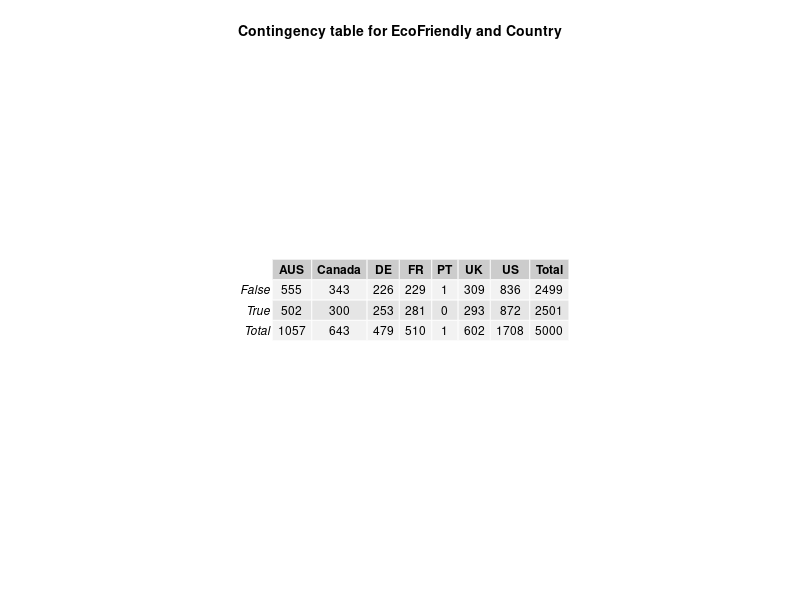 Contingency table for EcoFriendly and Country
AUS Canada DE FR PT UK US Total
False 555 343 226 229 1 309 836 2499
True 502 300 253 281 0 293 872 2501
Total 1057 643 479 510 1 602 1708 5000